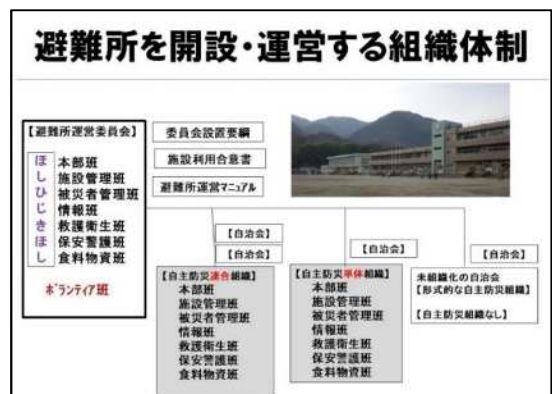 避難所を開設・運営する組織体制
【避難所運営委員会】
ほ 本部班
し 施設管理班
ひ 被災者管理班
じ 情報班
き 救護衛生班
ほ 保安警護班
し 食料物資班
ボランティア班
委員会設置要綱
施設利用合意書
避難所運営マニュアル
【自治会】
【自治会】
【自主防災連合組織】
本部班
施設管理班
被災者管理班
情報班
救護衛生班
保安警護班
食料物資班
【自治会】
【自主防災単体組織】
本部班
施設管理班
被災者管理班
情報班
救護衛生班
保安警護班
食料物資班
【自治会】
未組織化の自治会
【形式的な自主防災組織】
【自主防災組織なし】